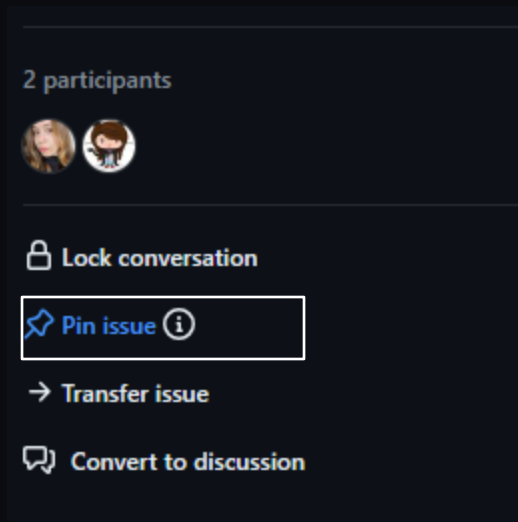 2 participants
Lock conversation
Pin issue
Transfer issue
Convert to discussion